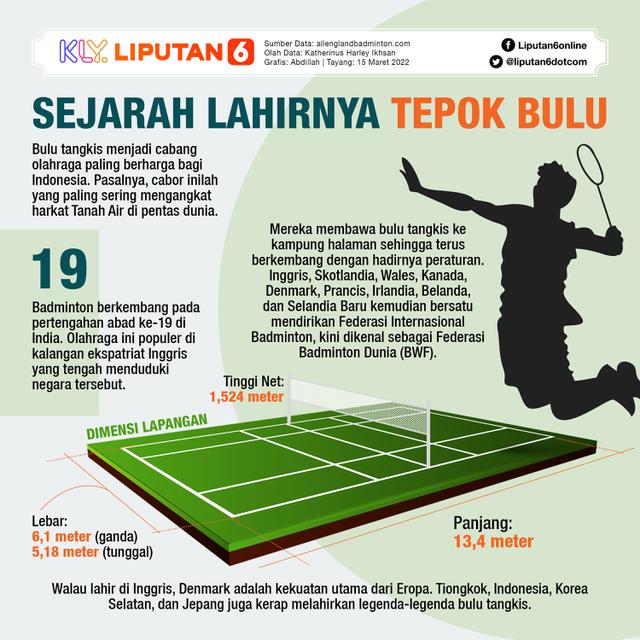 KLY. LIPUTAN 6
Sumber Data: allenglandbadminton.com
Olah Data: Katherinus Harley Ikhsan
Grafis: Abdillah | Tayang: 15 Maret 2022
Liputan6online
@liputan6dotcom
SEJARAH LAHIRNYA TEPOK BULU
Bulu tangkis menjadi cabang
olahraga paling berharga bagi
Indonesia. Pasalnya, cabor inilah
yang paling sering mengangkat
harkat Tanah Air di pentas dunia.
19
Badminton berkembang pada
pertengahan abad ke-19 di
India. Olahraga ini populer di
kalangan ekspatriat Inggris
yang tengah menduduki
negara tersebut.
Mereka membawa bulu tangkis ke
kampung halaman sehingga terus
berkembang dengan hadirnya peraturan.
Inggris, Skotlandia, Wales, Kanada,
Denmark, Prancis, Irlandia, Belanda,
dan Selandia Baru kemudian bersatu
mendirikan Federasi Internasional
Badminton, kini dikenal sebagai Federasi
Badminton Dunia (BWF).
Tinggi Net:
1,524 meter
DIMENSI LAPANGAN
Lebar:
6,1 meter (ganda)
5,18 meter (tunggal)
Panjang:
13,4 meter
Walau lahir di Inggris, Denmark adalah kekuatan utama dari Eropa. Tiongkok, Indonesia, Korea
Selatan, dan Jepang juga kerap melahirkan legenda-legenda bulu tangkis.